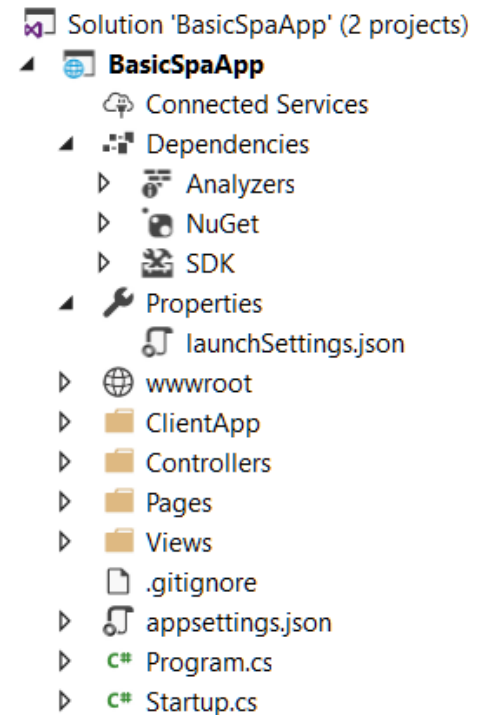 Solution 'BasicSpaApp' (2 projects)
BasicSpaApp
Connected Services
Dependencies
Analyzers
NuGet
SDK
Properties
launchSettings.json
wwwroot
ClientApp
Controllers
Pages
Views
.gitignore
appsettings.json
C# Program.cs
C# Startup.cs